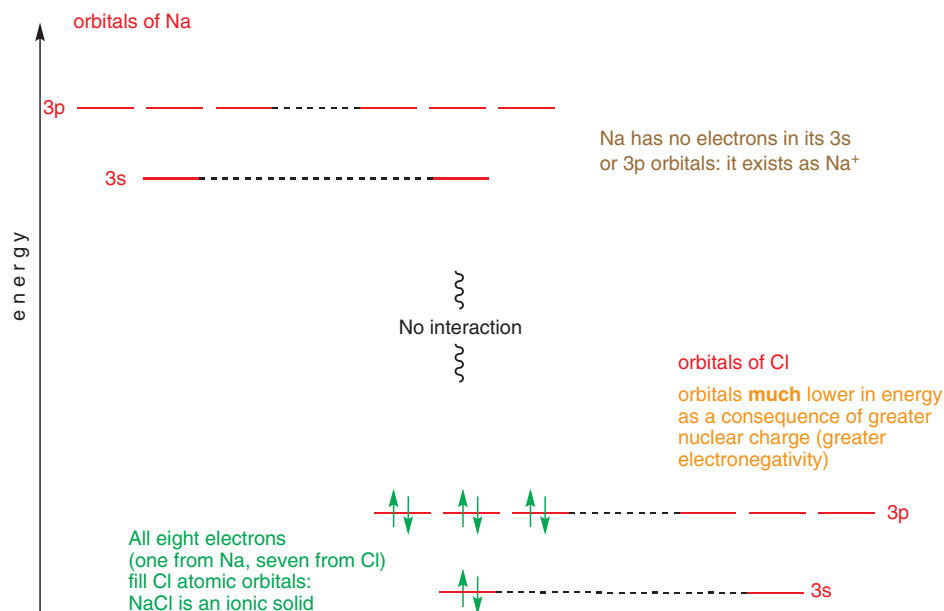 orbitals of Na
3p
Na has no electrons in its 3s
or 3p orbitals: it exists as Na⁺
3s
energy
No interaction
orbitals of Cl
orbitals much lower in energy
as a consequence of greater
nuclear charge (greater
electronegativity)
3p
All eight electrons
(one from Na, seven from Cl)
fill Cl atomic orbitals:
NaCl is an ionic solid
3s